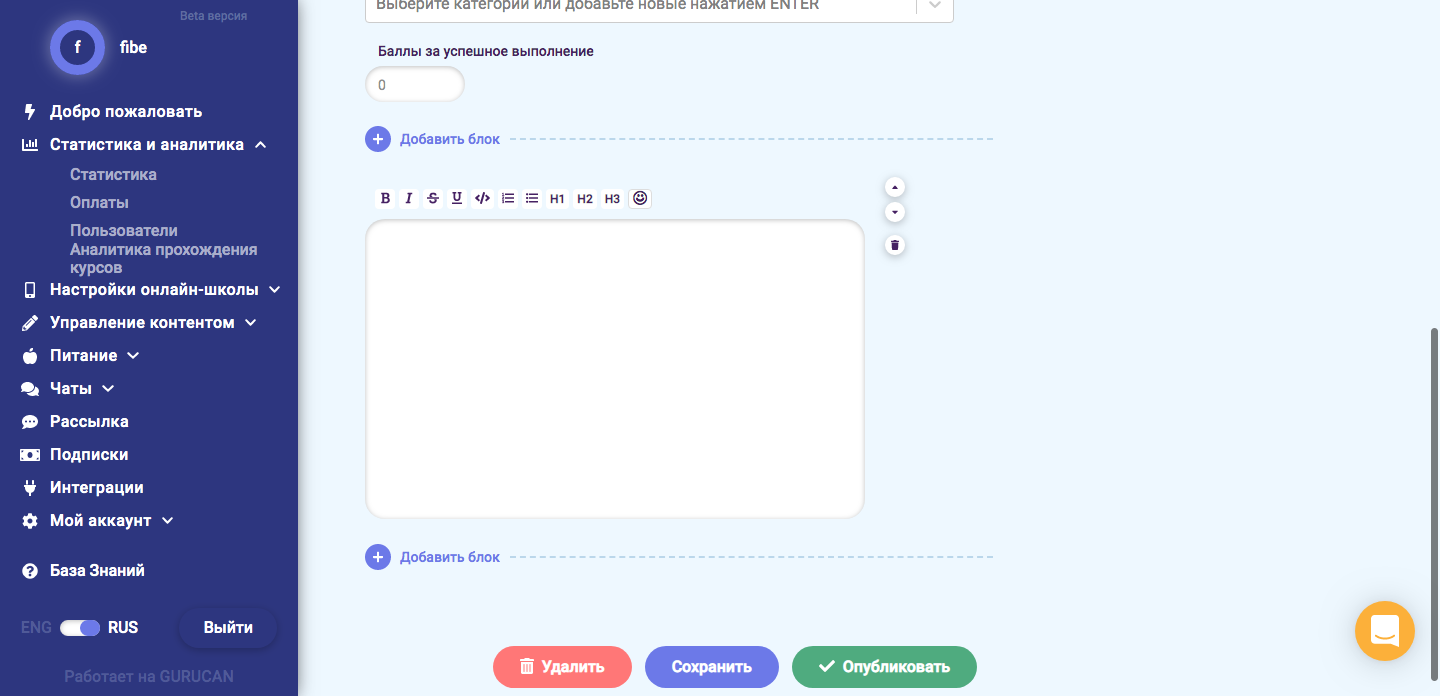 Beta версия
f
fibe
Добро пожаловать
Статистика и аналитика
Статистика
Оплаты
Пользователи
Аналитика прохождения
курсов
Настройки онлайн-школы
Управление контентом
Питание
Чаты
Рассылка
Подписки
Интеграции
Мой аккаунт
База Знаний
ENG RUS Выйти
Работает на GURUCAN
Выберите категории или добавьте новые нажатием ENTER
Баллы за успешное выполнение
0
Добавить блок
B I S U </> H1 H2 H3
Добавить блок
Удалить Сохранить Опубликовать